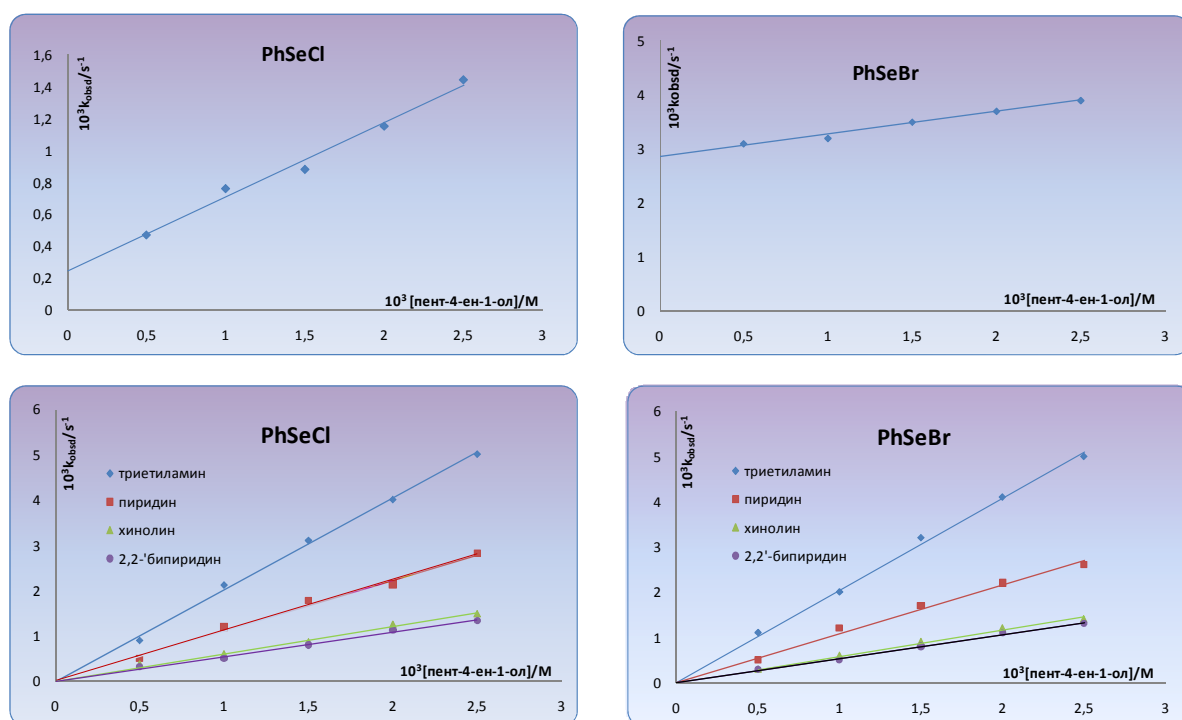 PhSeCl
10³k_obsd/s⁻¹
1,6
1,4
1,2
1
0,8
0,6
0,4
0,2
0
10³ [пент-4-ен-1-ол]/M
0 0,5 1 1,5 2 2,5 3
PhSeBr
10³kobsd/s⁻¹
5
4
3
2
1
0
10³ [пент-4-ен-1-ол]/M
0 0,5 1 1,5 2 2,5 3
PhSeCl
10³k_obsd/s⁻¹
6
5
4
3
2
1
0
триетиламин
пиридин
хинолин
2,2-'бипиридин
10³[пент-4-ен-1-ол]/M
0 0,5 1 1,5 2 2,5 3
PhSeBr
10³k_obsd/s⁻¹
6
5
4
3
2
1
0
триетиламин
пиридин
хинолин
2,2'-бипиридин
10³[пент-4-ен-1-ол]/M
0 0,5 1 1,5 2 2,5 3